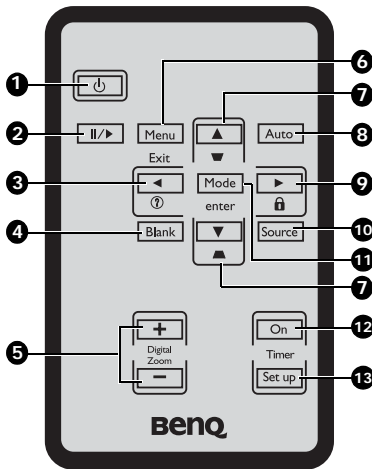 1
6
7
2
II/▶
Menu
▲
Auto
8
Exit
3
◀
Mode
▶
9
?
enter
4
Blank
▼
Source
10
11
7
+
On
12
5
Digital
Zoom
Timer
−
Set up
13
BenQ